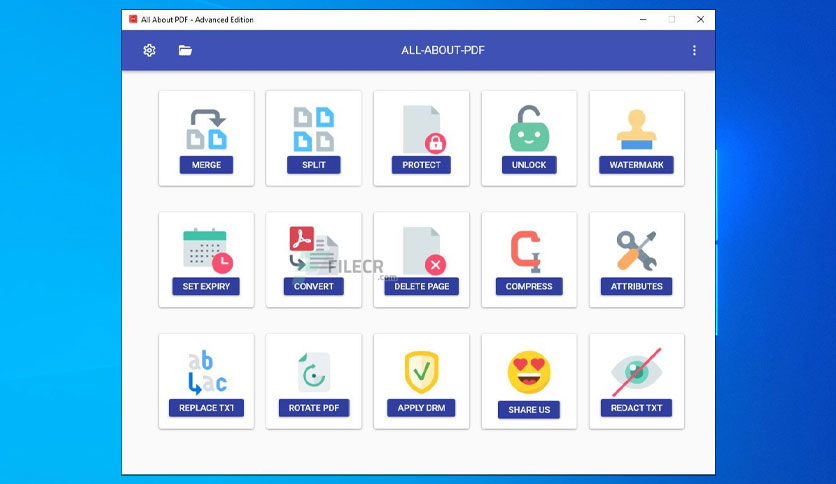 All About PDF - Advanced Edition
ALL-ABOUT-PDF
MERGE
SPLIT
PROTECT
UNLOCK
WATERMARK
SET EXPIRY
CONVERT
DELETE PAGE
COMPRESS
ATTRIBUTES
FILECR
.com
ab
ac
REPLACE TXT
ROTATE PDF
APPLY DRM
SHARE US
REDACT TXT